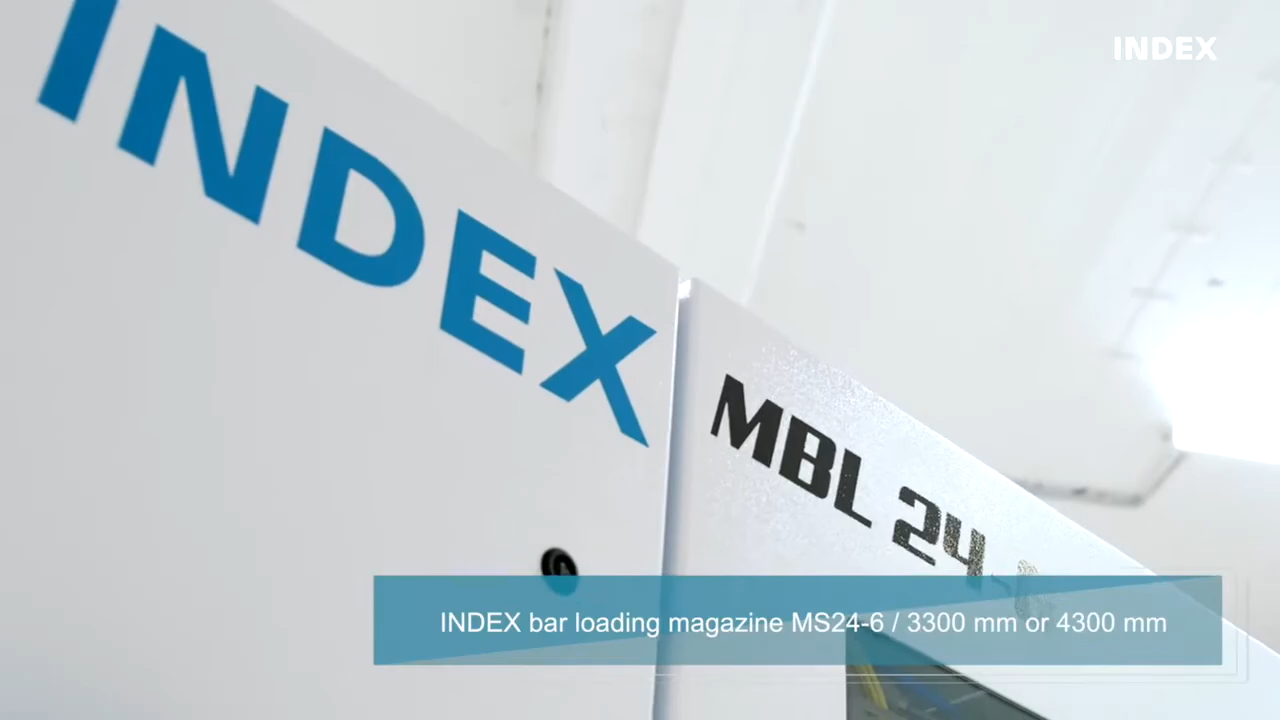 INDEX
INDEX
MBL 24
INDEX bar loading magazine MS24-6 / 3300 mm or 4300 mm